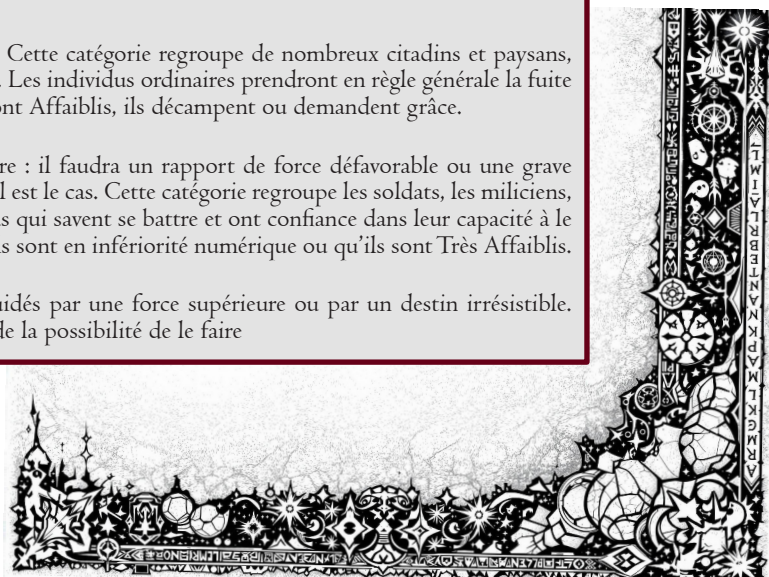 Cette catégorie regroupe de nombreux citadins et paysans,
. Les individus ordinaires prendront en règle générale la fuite
ont Affaiblis, ils décampent ou demandent grâce.
re : il faudra un rapport de force défavorable ou une grave
l est le cas. Cette catégorie regroupe les soldats, les miliciens,
s qui savent se battre et ont confiance dans leur capacité à le
s sont en infériorité numérique ou qu’ils sont Très Affaiblis.
uidés par une force supérieure ou par un destin irrésistible.
de la possibilité de le faire